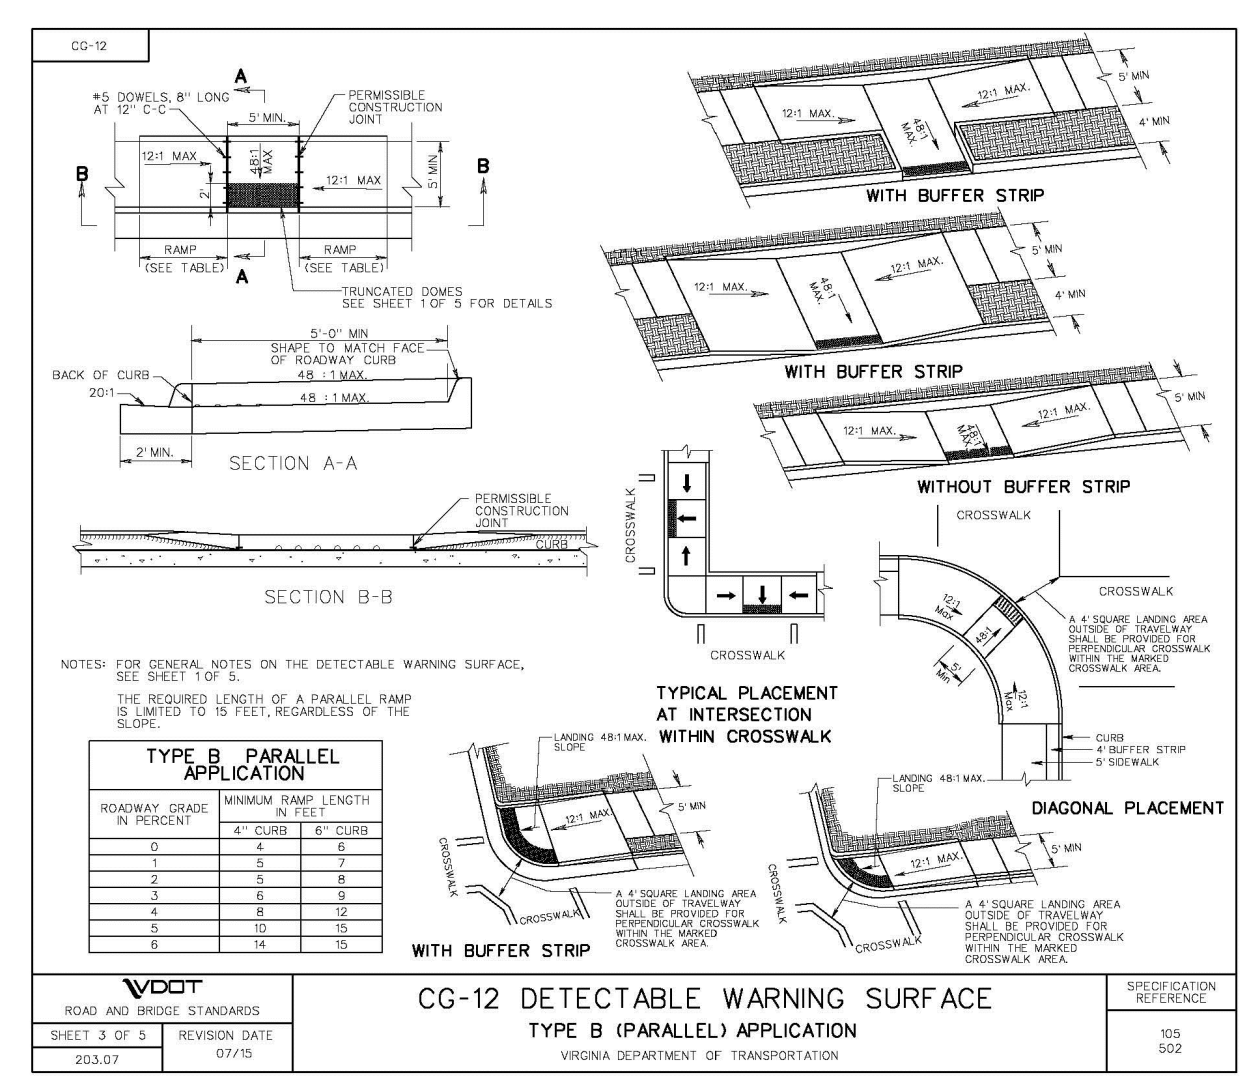 CG-12
A
#5 DOWELS, 8" LONG
AT 12" C-C
PERMISSIBLE
CONSTRUCTION
JOINT
5' MIN.
12:1 MAX
48:1
MAX
5' MIN
B
B
2'
12:1 MAX
RAMP
(SEE TABLE)
RAMP
(SEE TABLE)
A
TRUNCATED DOMES
SEE SHEET 1 OF 5 FOR DETAILS
5'-0" MIN
SHAPE TO MATCH FACE
OF ROADWAY CURB
BACK OF CURB
48 : 1 MAX.
20:1
48 : 1 MAX.
2' MIN.
SECTION A-A
PERMISSIBLE
CONSTRUCTION
JOINT
CURB
SECTION B-B
NOTES: FOR GENERAL NOTES ON THE DETECTABLE WARNING SURFACE,
SEE SHEET 1 OF 5.
THE REQUIRED LENGTH OF A PARALLEL RAMP
IS LIMITED TO 15 FEET, REGARDLESS OF THE
SLOPE.
TYPE B PARALLEL
APPLICATION
ROADWAY GRADE
IN PERCENT
MINIMUM RAMP LENGTH
IN FEET
4" CURB 6" CURB
0 4 6
1 5 7
2 5 8
3 6 9
4 8 12
5 10 15
6 14 15
12:1 MAX.
48:1
MAX.
12:1 MAX.
5' MIN
4' MIN
WITH BUFFER STRIP
12:1 MAX.
48:1
MAX.
12:1 MAX.
5' MIN
4' MIN
WITH BUFFER STRIP
12:1 MAX.
48:1
MAX.
12:1 MAX.
5' MIN
WITHOUT BUFFER STRIP
CROSSWALK
CROSSWALK
TYPICAL PLACEMENT
AT INTERSECTION
WITHIN CROSSWALK
CROSSWALK
CROSSWALK
12:1
Max
48:1
5'
Min
12:1
Max
A 4' SQUARE LANDING AREA
OUTSIDE OF TRAVELWAY
SHALL BE PROVIDED FOR
PERPENDICULAR CROSSWALK
WITHIN THE MARKED
CROSSWALK AREA.
CURB
4' BUFFER STRIP
5' SIDEWALK
DIAGONAL PLACEMENT
LANDING 48:1 MAX.
SLOPE
12:1 MAX.
5' MIN
CROSSWALK
CROSSWALK
A 4' SQUARE LANDING AREA
OUTSIDE OF TRAVELWAY
SHALL BE PROVIDED FOR
PERPENDICULAR CROSSWALK
WITHIN THE MARKED
CROSSWALK AREA.
WITH BUFFER STRIP
LANDING 48:1 MAX.
SLOPE
12:1 MAX.
5' MIN
CROSSWALK
CROSSWALK
A 4' SQUARE LANDING AREA
OUTSIDE OF TRAVELWAY
SHALL BE PROVIDED FOR
PERPENDICULAR CROSSWALK
WITHIN THE MARKED
CROSSWALK AREA.
VDOT
ROAD AND BRIDGE STANDARDS
SHEET 3 OF 5
203.07
REVISION DATE
07/15
CG-12 DETECTABLE WARNING SURFACE
TYPE B (PARALLEL) APPLICATION
VIRGINIA DEPARTMENT OF TRANSPORTATION
SPECIFICATION
REFERENCE
105
502